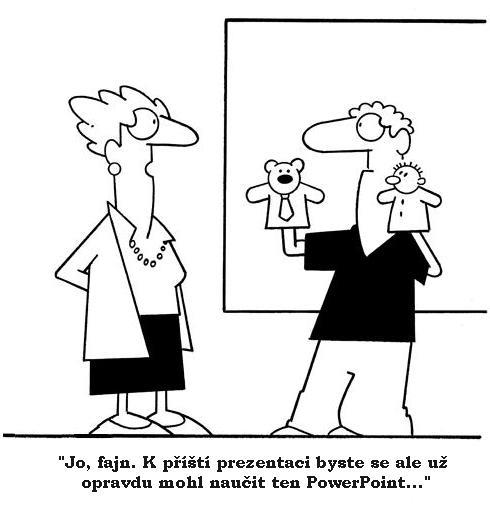 "Jo, fajn. K příští prezentaci byste se ale už
opravdu mohl naučit ten PowerPoint..."